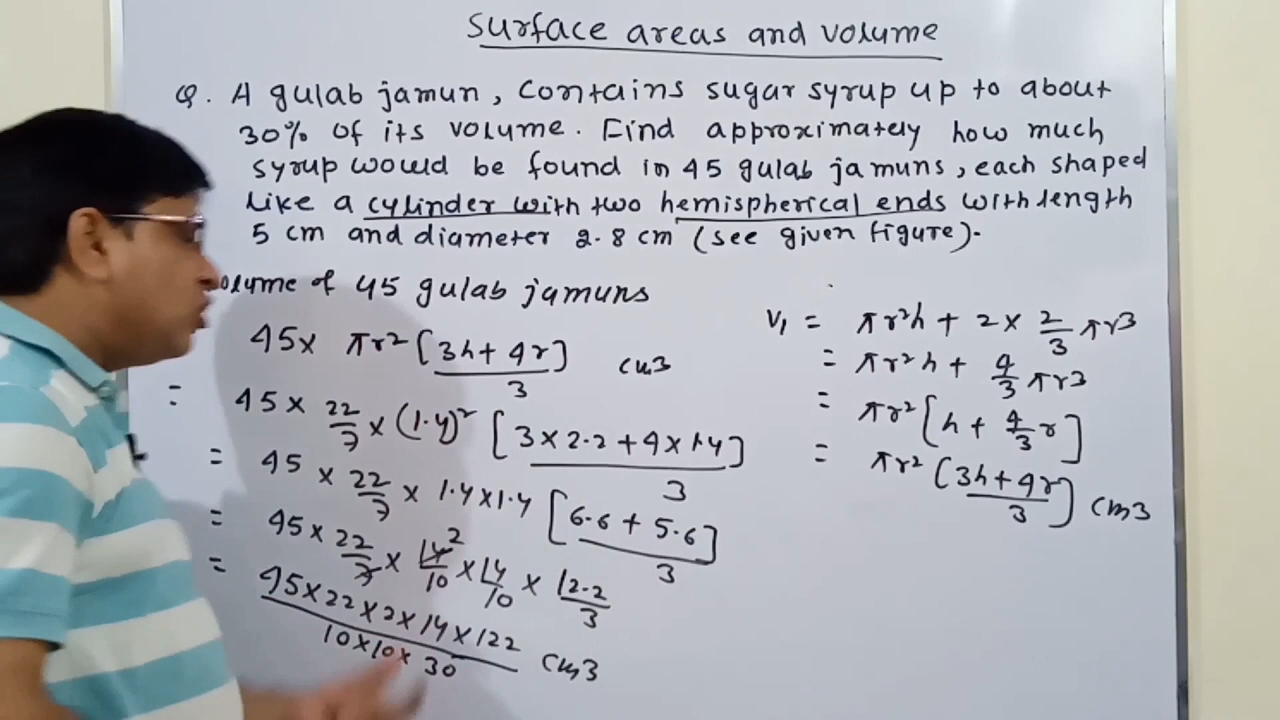 Surface areas and volume
Q. A gulab jamun, contains sugar syrup up to about
30% of its volume. Find approximately how much
syrup would be found in 45 gulab jamuns, each shaped
like a cylinder with two hemispherical ends with length
5 cm and diameter 2.8 cm (see given figure).
olume of 45 gulab jamuns
45 × πr² [3h + 4r]/3 cm3
= 45 × 22/7 × (1.4)² [3 × 2.2 + 4 × 1.4]/3
= 45 × 22/7 × 1.4 × 1.4 [6.6 + 5.6]/3
= 45 × 22/7 × 14/10 2 × 14/10 × 12.2/3
= 45 × 22 × 2 × 14 × 122/10 × 10 × 30 cm3
V₁ = πr²h + 2 × 2/3 πr3
= πr²h + 4/3 πr3
= πr² [h + 4/3 r]
= πr² (3h + 4r/3] cm3